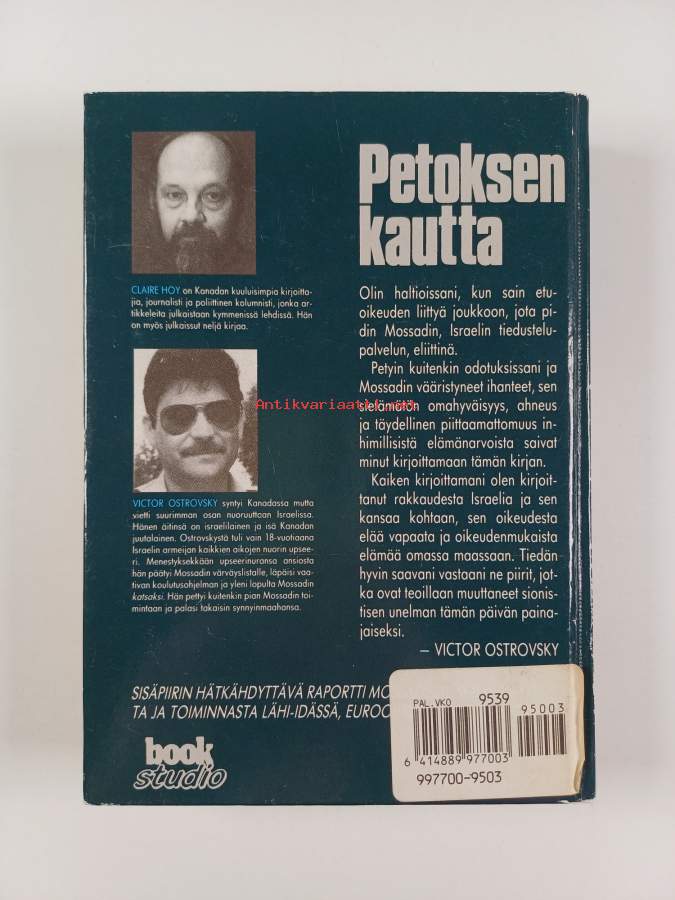 CLAIRE HOY on Kanadan kuuluisimpia kirjoitta-
jia, journalisti ja poliittinen kolumnisti, jonka ar-
tikkeleita julkaistaan kymmenissä lehdissä. Hän
on myös julkaissut neljä kirjaa.
VICTOR OSTROVSKY syntyi Kanadassa mutta
vietti suurimman osan nuoruuttaan Israelissa.
Hänen äitinsä on israelilainen ja isä Kanadan
juutalainen. Ostrovskystä tuli vain 18-vuotiaana
Israelin armeijan kaikkien aikojen nuorin upsee-
ri. Menestyksekkään upseerinuransa ansiosta
hän päätyi Mossadin värväyslistalle, läpäisi vaa-
tivan koulutusohjelman ja yleni lopulta Mossadin
katsaksi. Hän pettyi kuitenkin pian Mossadin toi-
mintaan ja palasi takaisin synnyinmaahansa.
Petoksen
kautta
Olin haltioissani, kun sain etu-
oikeuden liittyä joukkoon, jota pi-
din Mossadin, Israelin tiedustelu-
palvelun, eliittinä.
Petyin kuitenkin odotuksissani ja
Mossadin vääristyneet ihanteet, sen
sietämätön omahyväisyys, ahneus
ja täydellinen piittaamattomuus in-
himillisistä elämänarvoista saivat
minut kirjoittamaan tämän kirjan.
Kaiken kirjoittamani olen kirjoit-
tanut rakkaudesta Israelia ja sen
kansaa kohtaan, sen oikeudesta
elää vapaata ja oikeudenmukaista
elämää omassa maassaan. Tiedän
hyvin saavani vastaani ne piirit, jot-
ka ovat teoillaan muuttaneet sionis-
tisen unelman tämän päivän paina-
jaiseksi.
– VICTOR OSTROVSKY
SISÄPIIRIN HÄTKÄHDYTTÄVÄ RAPORTTI
TA JA TOIMINNASTA LÄHI-IDÄSSÄ,
book
studio
PAL.VKO 9539
95003
6 414889 977003
997700-9503